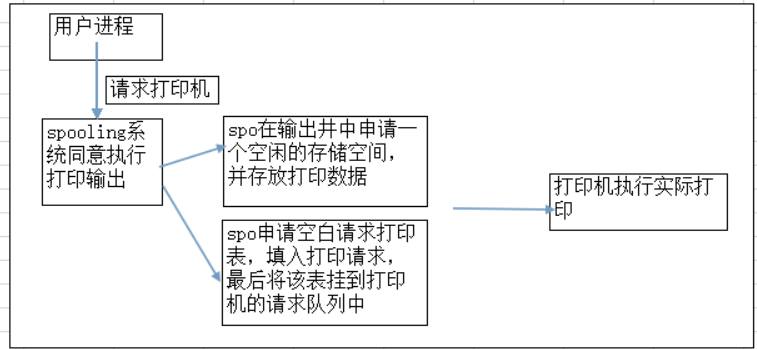 用户进程
请求打印机
spooling系
统同意执行
打印输出
spo在输出井中申请一
个空闲的存储空间,
并存放打印数据
spo申请空白请求打印
表, 填入打印请求,
最后将该表挂到打印
机的请求队列中
打印机执行实际打
印